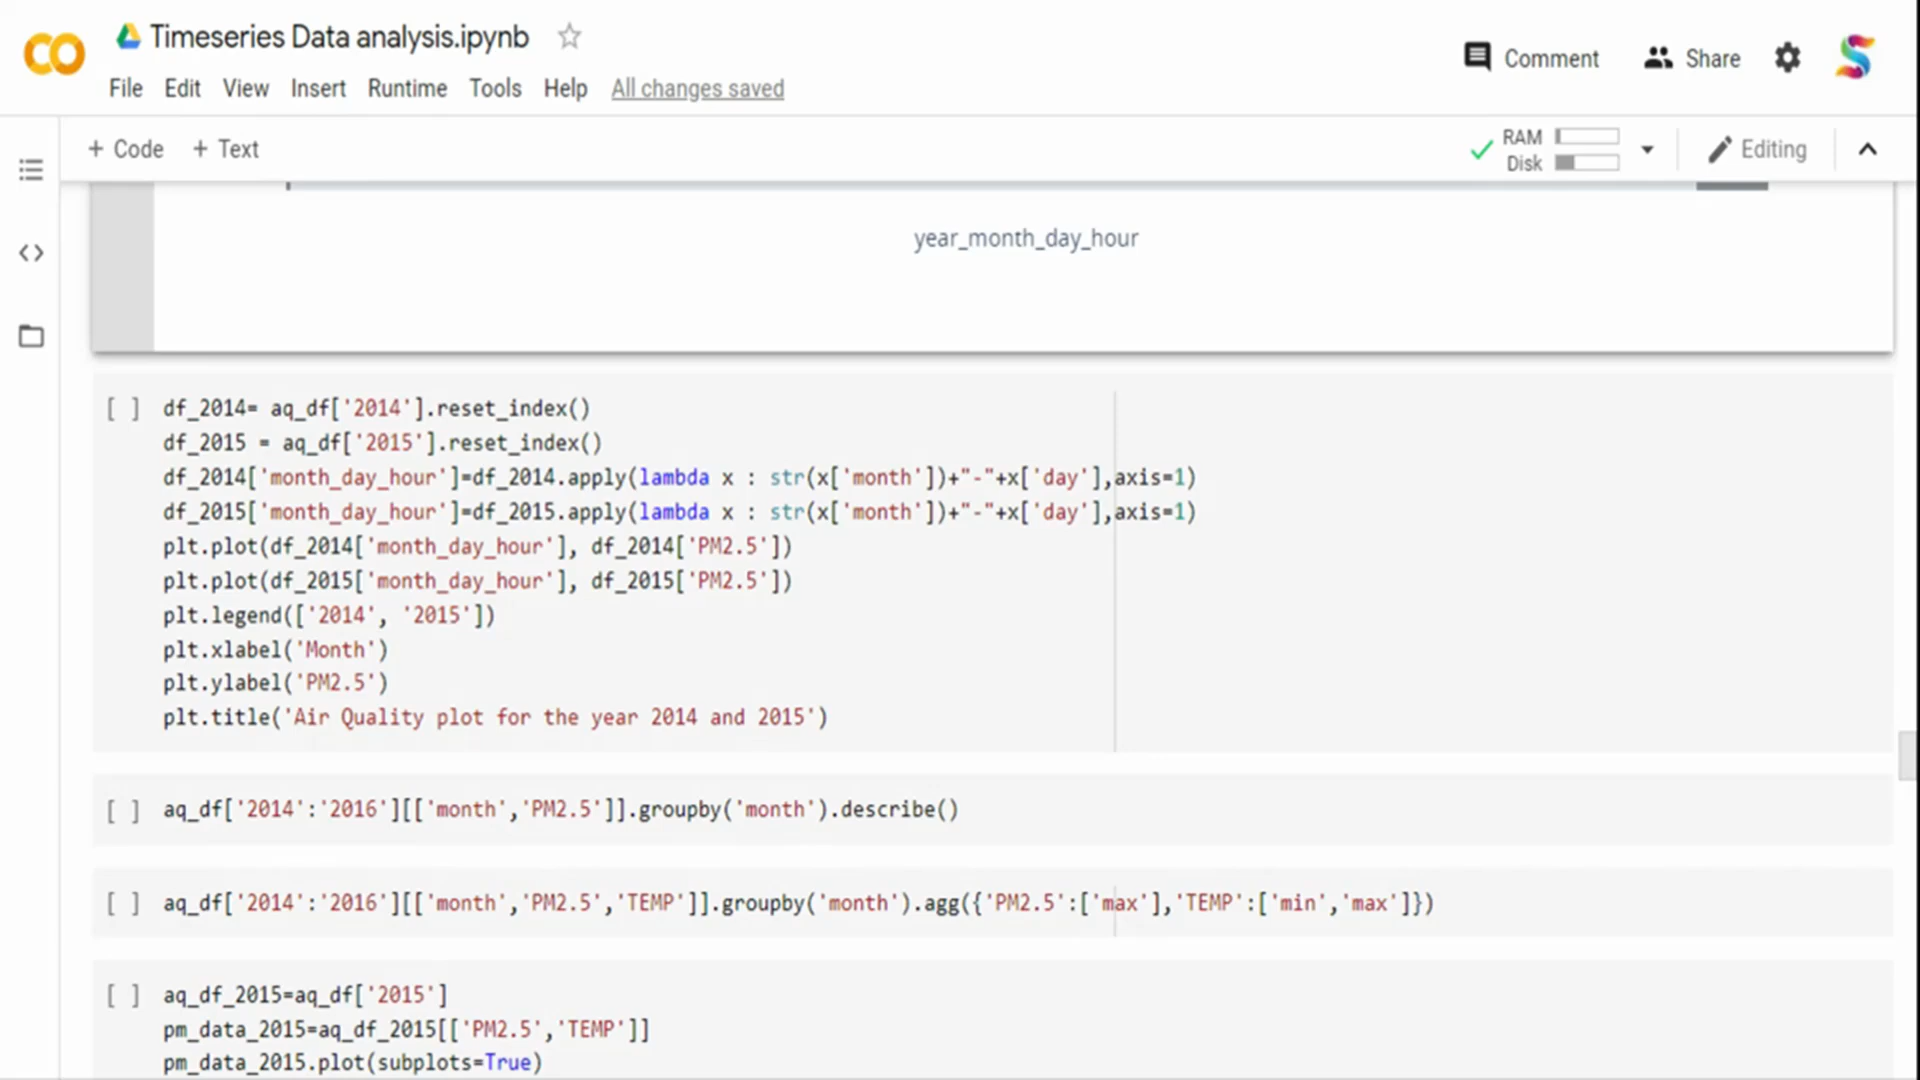 Timeseries Data analysis.ipynb
Comment
Share
File Edit View Insert Runtime Tools Help All changes saved
+ Code + Text
RAM
Disk
Editing
year_month_day_hour
[ ] df_2014= aq_df['2014'].reset_index()
df_2015 = aq_df['2015'].reset_index()
df_2014['month_day_hour']=df_2014.apply(lambda x : str(x['month'])+"-"+x['day'],axis=1)
df_2015['month_day_hour']=df_2015.apply(lambda x : str(x['month'])+"-"+x['day'],axis=1)
plt.plot(df_2014['month_day_hour'], df_2014['PM2.5'])
plt.plot(df_2015['month_day_hour'], df_2015['PM2.5'])
plt.legend(['2014', '2015'])
plt.xlabel('Month')
plt.ylabel('PM2.5')
plt.title('Air Quality plot for the year 2014 and 2015')
[ ] aq_df['2014':'2016'][['month','PM2.5']].groupby('month').describe()
[ ] aq_df['2014':'2016'][['month','PM2.5','TEMP']].groupby('month').agg({'PM2.5':['max'],'TEMP':['min','max']})
[ ] aq_df_2015=aq_df['2015']
pm_data_2015=aq_df_2015[['PM2.5','TEMP']]
pm_data_2015.plot(subplots=True)